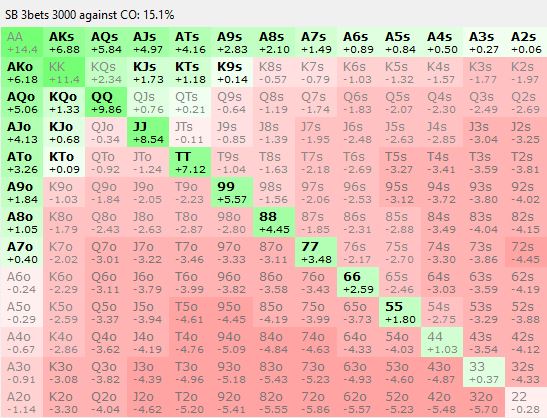 SB 3bets 3000 against CO: 15.1%
AA AKs AQs AJs ATs A9s A8s A7s A6s A5s A4s A3s A2s
+14.4 +6.88 +5.84 +4.97 +4.16 +2.83 +2.10 +1.49 +0.89 +0.84 +0.50 +0.27 +0.06
AKo KK KQs KJs KTs K9s K8s K7s K6s K5s K4s K3s K2s
+6.18 +11.4 +2.34 +1.73 +1.18 +0.14 -0.57 -0.79 -1.03 -1.32 -1.57 -1.77 -1.97
AQo KQo QQ QJs QTs Q9s Q8s Q7s Q6s Q5s Q4s Q3s Q2s
+5.06 +1.33 +9.86 +0.76 +0.21 -0.64 -1.19 -1.74 -1.83 -2.07 -2.30 -2.49 -2.69
AJo KJo QJo JJ JTs J9s J8s J7s J6s J5s J4s J3s J2s
+4.13 +0.68 -0.34 +8.54 -0.11 -0.85 -1.39 -1.95 -2.48 -2.63 -2.85 -3.04 -3.25
ATo KTo QTo JTo TT T9s T8s T7s T6s T5s T4s T3s T2s
+3.26 +0.09 -0.92 -1.24 +7.12 -1.04 -1.63 -2.18 -2.69 -3.27 -3.41 -3.59 -3.81
A9o K9o Q9o J9o T9o 99 98s 97s 96s 95s 94s 93s 92s
+1.84 -1.03 -1.84 -2.05 -2.23 +5.57 -1.56 -2.06 -2.53 -3.12 -3.72 -3.80 -4.02
A8o K8o Q8o J8o T8o 98o 88 87s 86s 85s 84s 83s 82s
+1.05 -1.79 -2.43 -2.63 -2.87 -2.80 +4.45 -1.85 -2.31 -2.88 -3.49 -4.04 -4.15
A7o K7o Q7o J7o T7o 97o 87o 77 76s 75s 74s 73s 72s
+0.40 -2.02 -3.01 -3.22 -3.46 -3.33 -3.11 +3.48 -2.17 -2.70 -3.30 -3.86 -4.45
A6o K6o Q6o J6o T6o 96o 86o 76o 66 65s 64s 63s 62s
-0.24 -2.29 -3.11 -3.79 -3.99 -3.82 -3.58 -3.43 +2.59 -2.46 -3.03 -3.59 -4.19
A5o K5o Q5o J5o T5o 95o 85o 75o 65o 55 54s 53s 52s
-0.29 -2.59 -3.37 -3.94 -4.61 -4.45 -4.19 -3.99 -3.73 +1.80 -2.75 -3.29 -3.88
A4o K4o Q4o J4o T4o 94o 84o 74o 64o 54o 44 43s 42s
-0.67 -2.86 -3.62 -4.19 -4.76 -5.09 -4.84 -4.63 -4.33 -4.03 +1.03 -3.54 -4.12
A3o K3o Q3o J3o T3o 93o 83o 73o 63o 53o 43o 33 32s
-0.91 -3.08 -3.82 -4.39 -4.96 -5.18 -5.43 -5.23 -4.93 -4.60 -4.87 +0.37 -4.33
A2o K2o Q2o J2o T2o 92o 82o 72o 62o 52o 42o 32o 22
-1.14 -3.30 -4.04 -4.62 -5.20 -5.41 -5.55 -5.86 -5.57 -5.23 -5.48 -5.70 -0.28